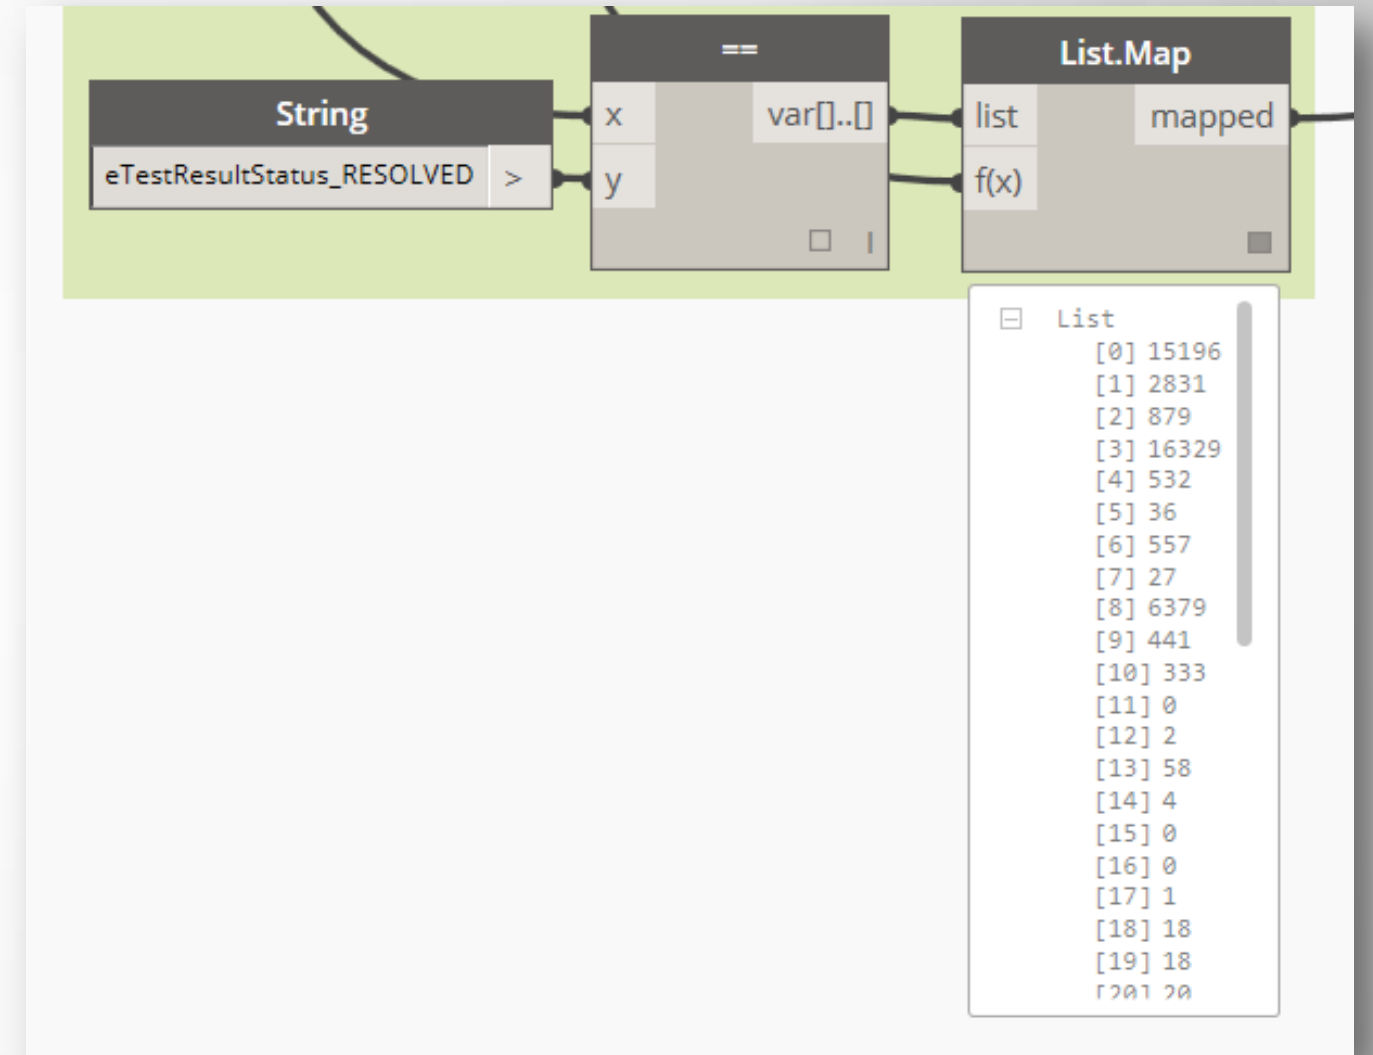 String
eTestResultStatus_RESOLVED >
==
x var[]..[]
y
I
List.Map
list mapped
f(x)
List
[0] 15196
[1] 2831
[2] 879
[3] 16329
[4] 532
[5] 36
[6] 557
[7] 27
[8] 6379
[9] 441
[10] 333
[11] 0
[12] 2
[13] 58
[14] 4
[15] 0
[16] 0
[17] 1
[18] 18
[19] 18
[20] 20